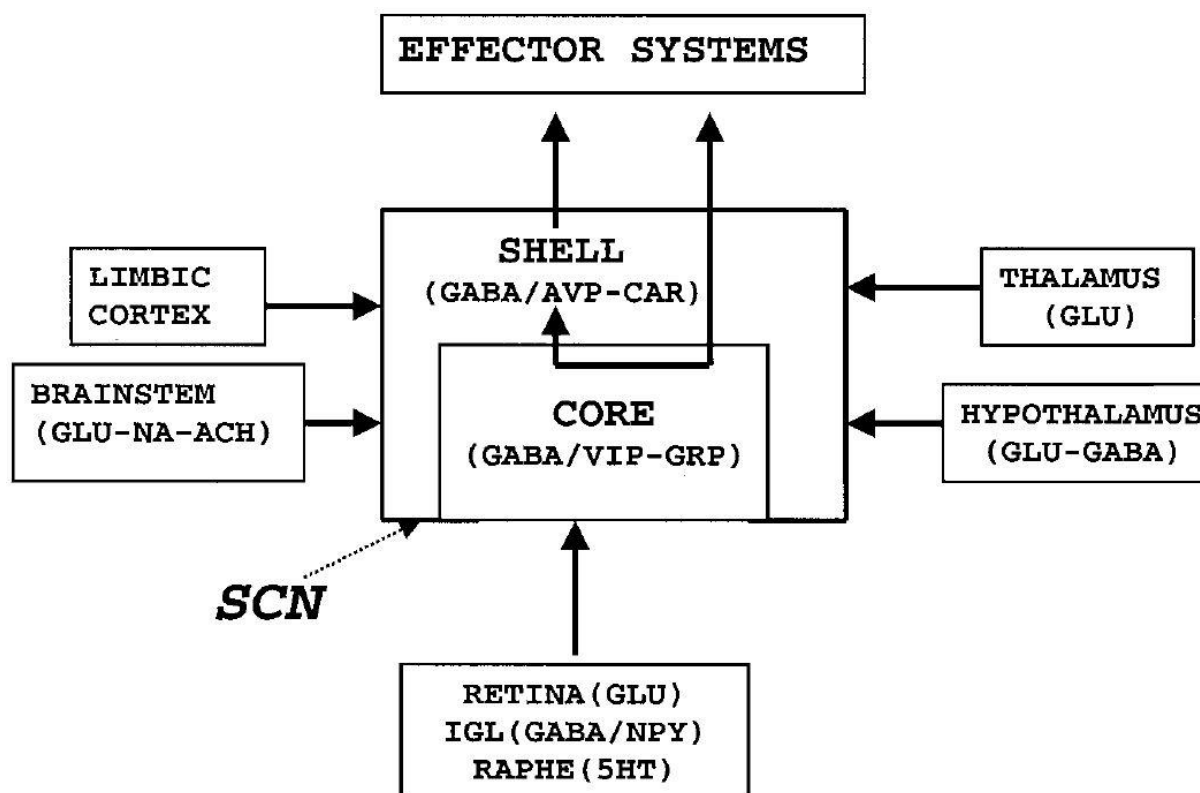 EFFECTOR SYSTEMS
SHELL
(GABA/AVP-CAR)
LIMBIC
CORTEX
THALAMUS
(GLU)
BRAINSTEM
(GLU-NA-ACH)
CORE
(GABA/VIP-GRP)
HYPOTHALAMUS
(GLU-GABA)
SCN
RETINA(GLU)
IGL(GABA/NPY)
RAPHE(5HT)